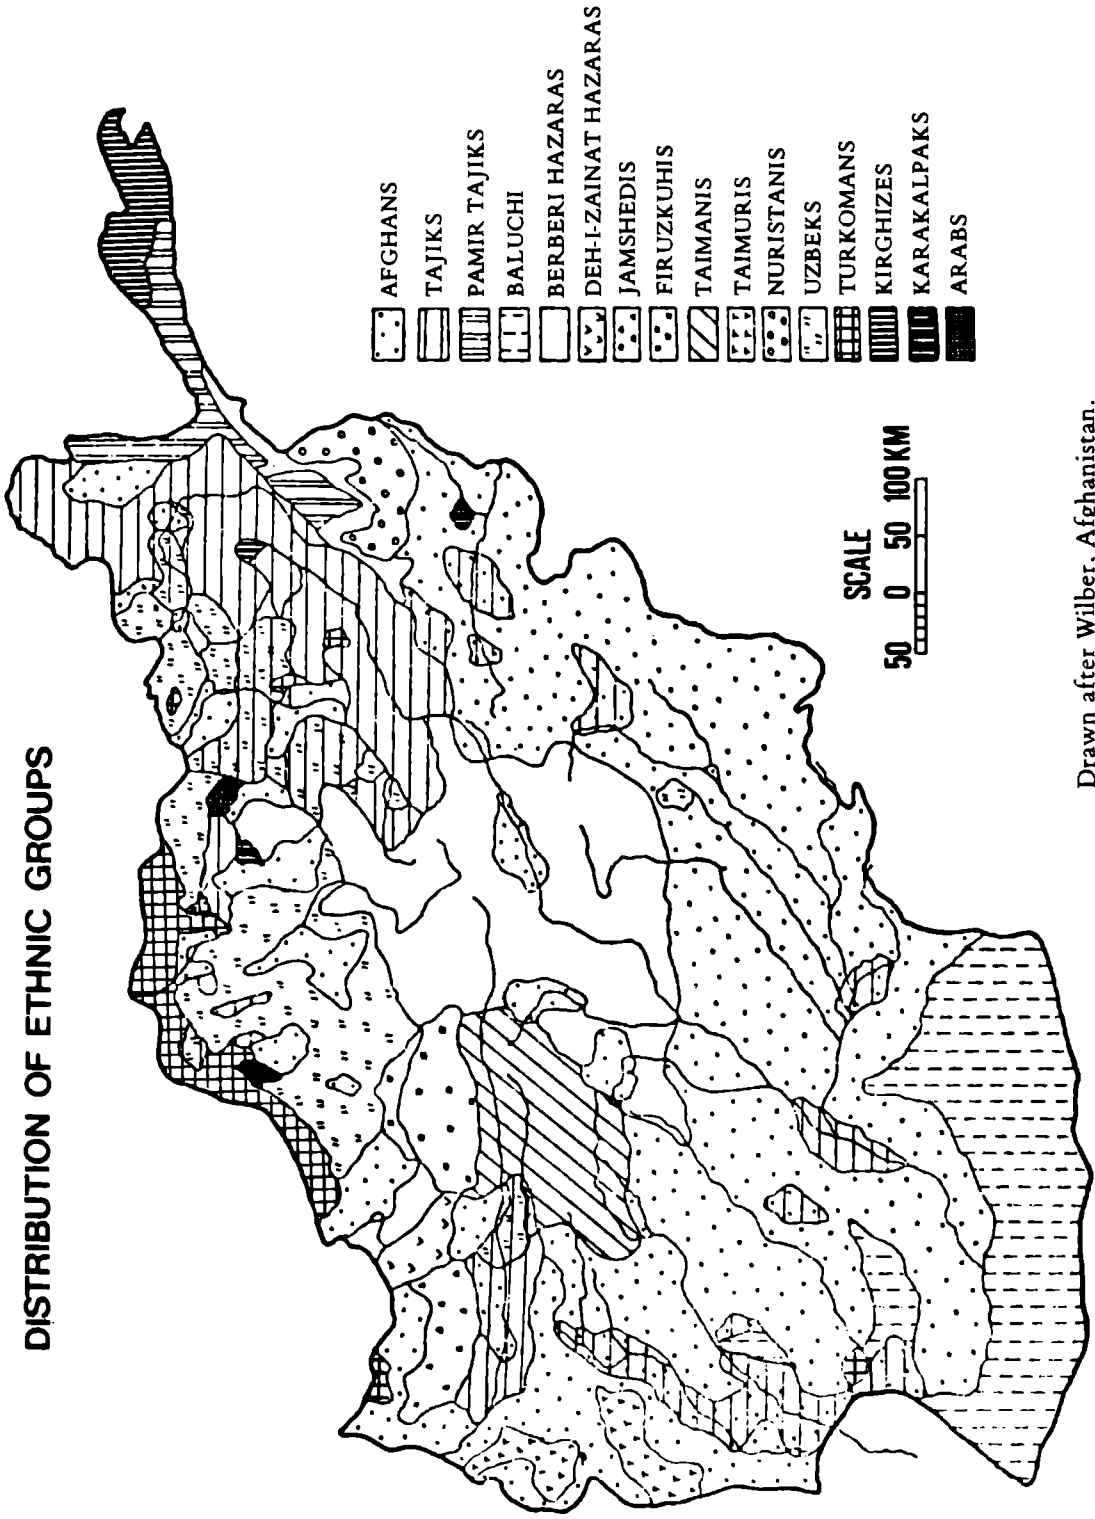 DISTRIBUTION OF ETHNIC GROUPS
AFGHANS
TAJIKS
PAMIR TAJIKS
BALUCHI
BERBERI HAZARAS
DEH-I-ZAINAT HAZARAS
JAMSHEDIS
FIRUZKUHIS
TAIMANIS
TAIMURIS
NURISTANIS
UZBEKS
TURKOMANS
KIRGHIZES
KARAKALPAKS
ARABS
SCALE
50 0 50 100 KM
Drawn after Wilber, Afghanistan.